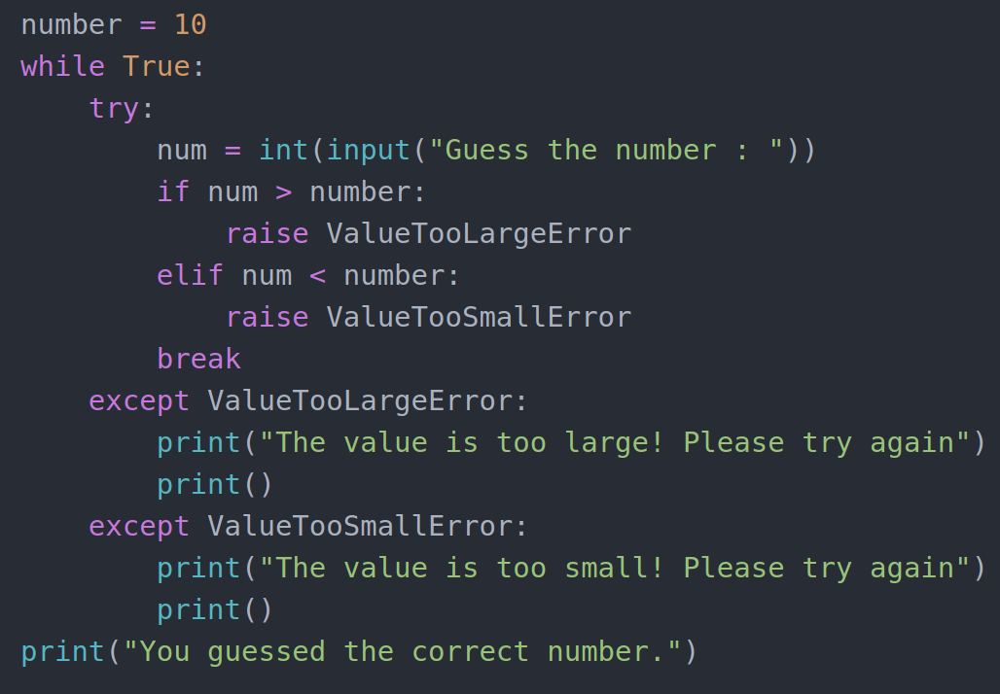 number = 10
while True:
    try:
        num = int(input("Guess the number : "))
        if num > number:
            raise ValueTooLargeError
        elif num < number:
            raise ValueTooSmallError
        break
    except ValueTooLargeError:
        print("The value is too large! Please try again")
        print()
    except ValueTooSmallError:
        print("The value is too small! Please try again")
        print()
print("You guessed the correct number.")